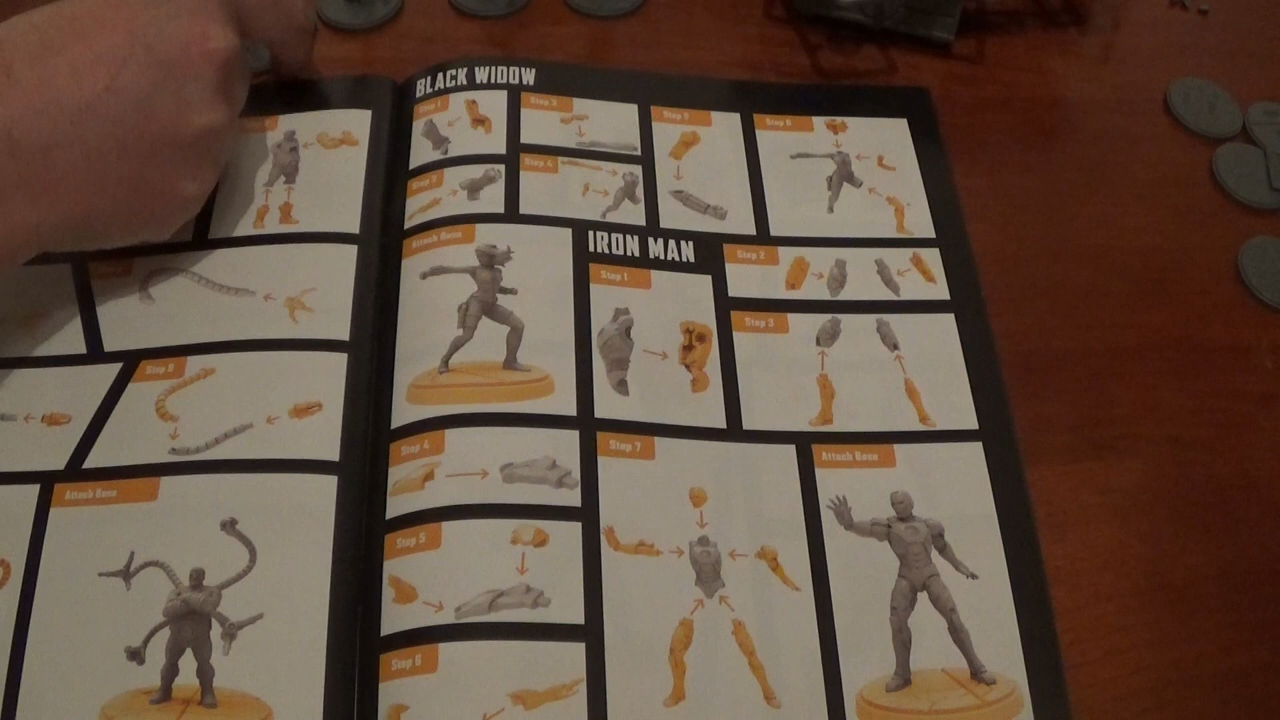 Step 8
Attach Base
BLACK WIDOW
Step 1
Step 2
Step 3
Step 4
Step 5
Step 6
Attach Base
IRON MAN
Step 1
Step 2
Step 3
Step 4
Step 5
Step 6
Step 7
Attach Base